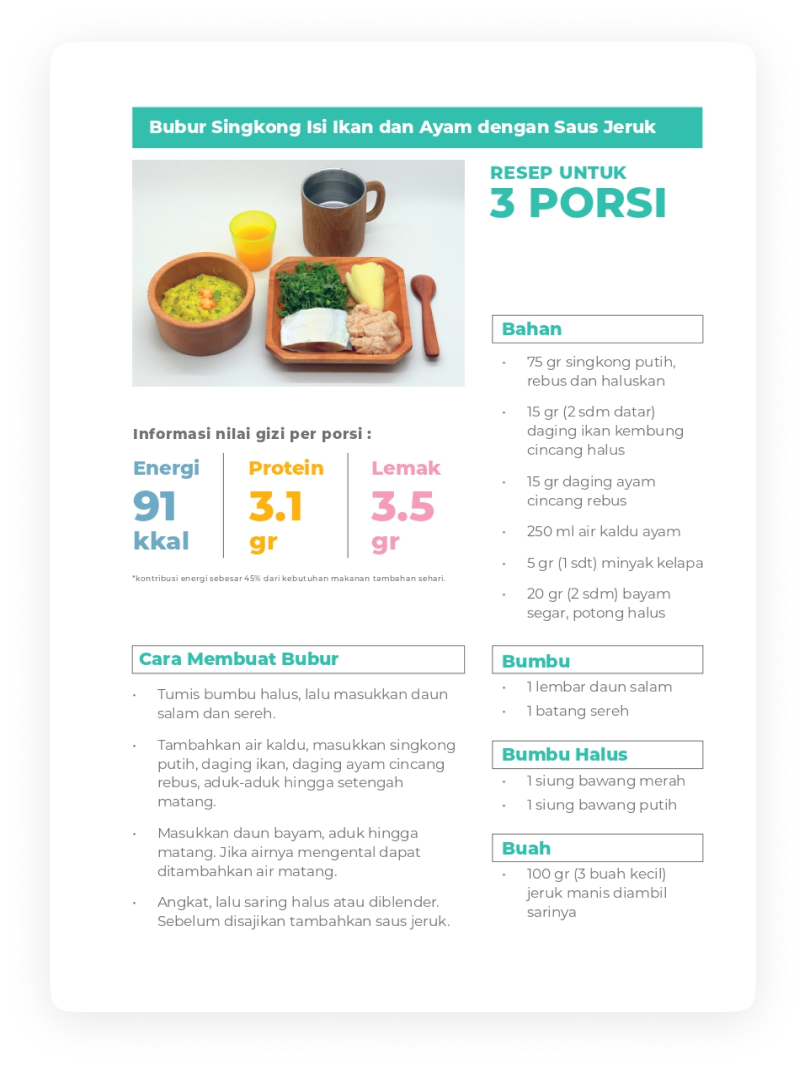 Bubur Singkong Isi Ikan dan Ayam dengan Saus Jeruk
RESEP UNTUK
3 PORSI
Informasi nilai gizi per porsi :
Energi
91
kkal
Protein
3.1
gr
Lemak
3.5
gr
*kontribusi energi sebesar 45% dari kebutuhan makanan tambahan sehari.
Bahan
• 75 gr singkong putih,
rebus dan haluskan
• 15 gr (2 sdm datar)
daging ikan kembung
cincang halus
• 15 gr daging ayam
cincang rebus
• 250 ml air kaldu ayam
• 5 gr (1 sdt) minyak kelapa
• 20 gr (2 sdm) bayam
segar, potong halus
Cara Membuat Bubur
• Tumis bumbu halus, lalu masukkan daun
salam dan sereh.
• Tambahkan air kaldu, masukkan singkong
putih, daging ikan, daging ayam cincang
rebus, aduk-aduk hingga setengah
matang.
• Masukkan daun bayam, aduk hingga
matang. Jika airnya mengental dapat
ditambahkan air matang.
• Angkat, lalu saring halus atau diblender.
Sebelum disajikan tambahkan saus jeruk.
Bumbu
• 1 lembar daun salam
• 1 batang sereh
Bumbu Halus
• 1 siung bawang merah
• 1 siung bawang putih
Buah
• 100 gr (3 buah kecil)
jeruk manis diambil
sarinya